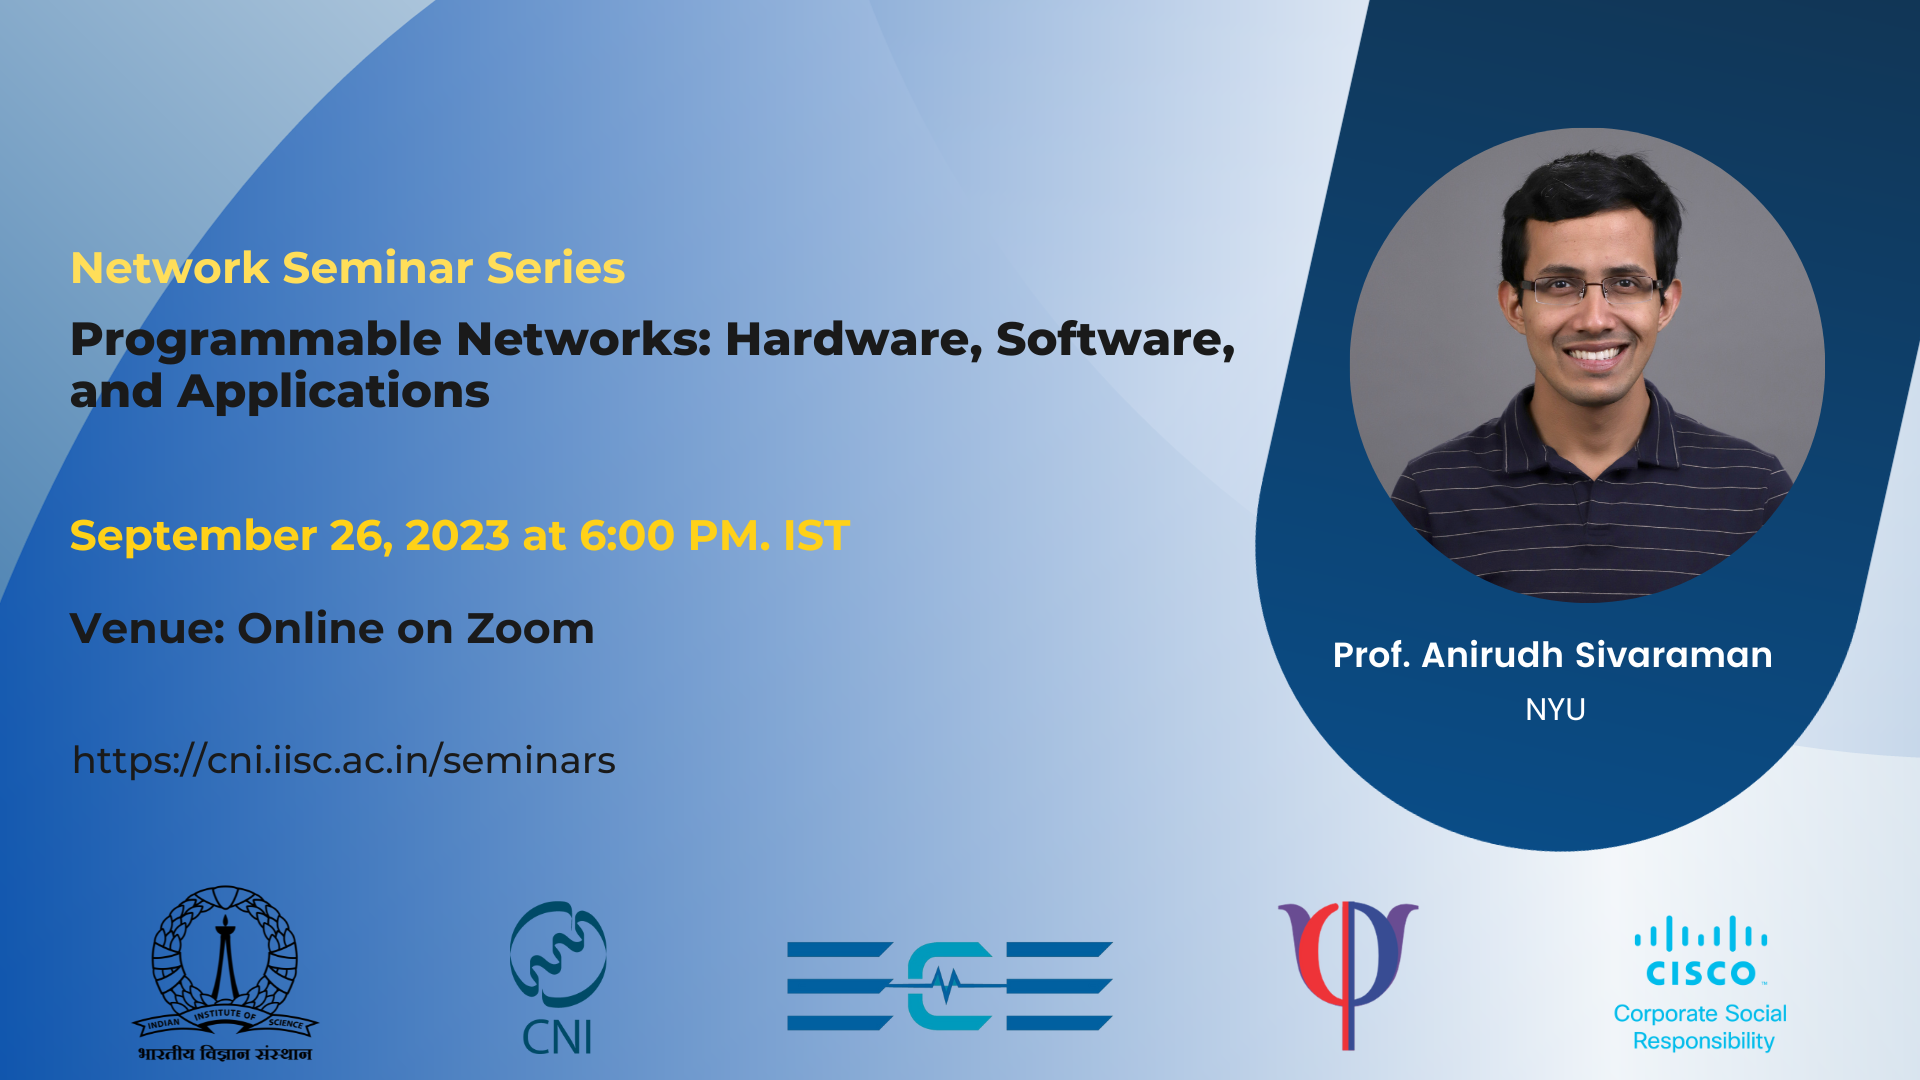 Network Seminar Series
Programmable Networks: Hardware, Software,
and Applications
September 26, 2023 at 6:00 PM. IST
Venue: Online on Zoom
https://cni.iisc.ac.in/seminars
Prof. Anirudh Sivaraman
NYU
INDIAN INSTITUTE OF SCIENCE
भारतीय विज्ञान संस्थान
CNI
ECE
CISCO™
Corporate Social
Responsibility